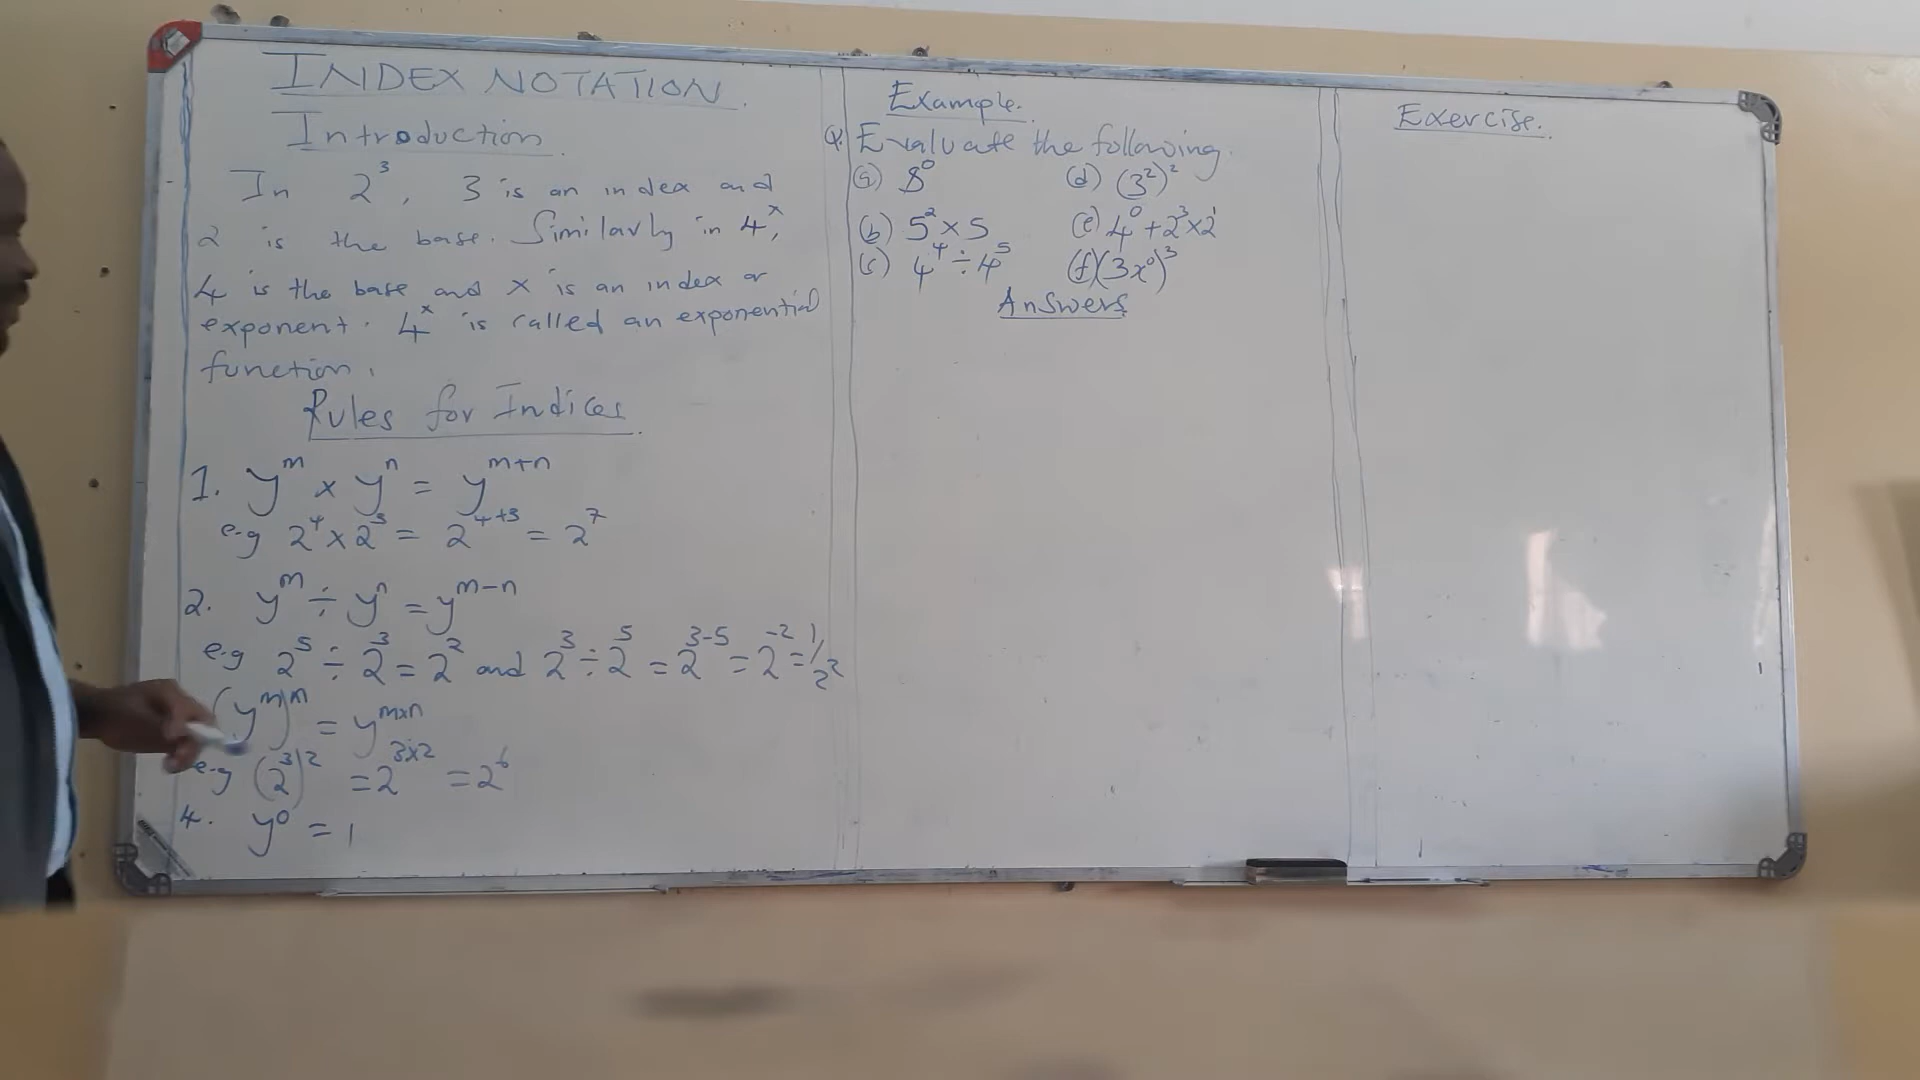 INDEX NOTATION.
Introduction.
In 2³, 3 is an index and
2 is the base. Similarly in 4ˣ,
4 is the base and x is an index or
exponent. 4ˣ is called an exponential
function.
Rules for Indices
1. yᵐ × yⁿ = yᵐ⁺ⁿ
e.g 2⁴ × 2³ = 2⁴⁺³ = 2⁷
2. yᵐ ÷ yⁿ = yᵐ⁻ⁿ
e.g 2⁵ ÷ 2³ = 2² and 2³ ÷ 2⁵ = 2³⁻⁵ = 2⁻² = 1/2²
(yᵐ)ⁿ = yᵐˣⁿ
e.g (2³)² = 2³ˣ² = 2⁶
4. y⁰ = 1
Example.
Q. Evaluate the following.
(a) 8⁰ (d) (3²)²
(b) 5² × 5 (e) 4⁰ + 2³ × 2¹
(c) 4⁴ ÷ 4⁵ (f) (3x⁰)³
Answers
Exercise.